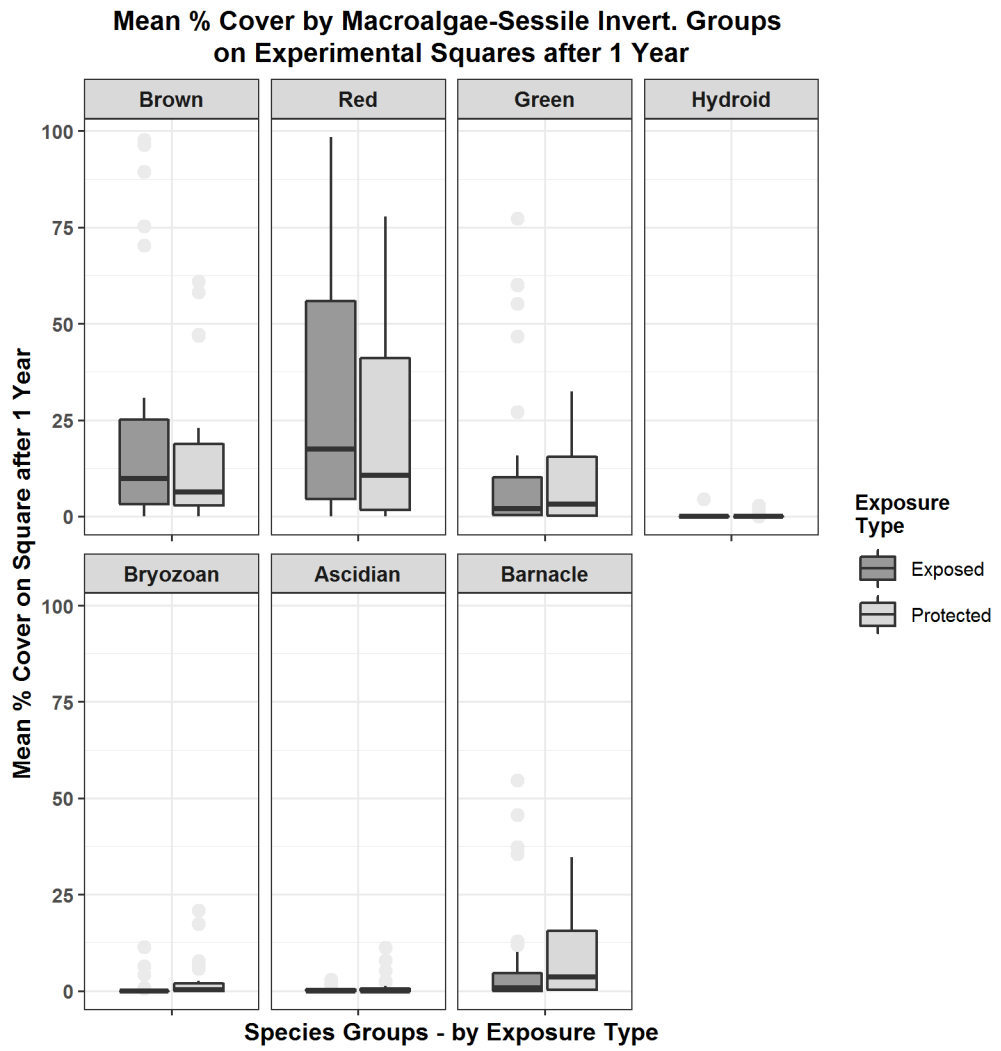 Mean % Cover by Macroalgae-Sessile Invert. Groups
on Experimental Squares after 1 Year
Brown Red Green Hydroid
100
75
50
25
0
Bryozoan Ascidian Barnacle
100
75
50
25
0
Mean % Cover on Square after 1 Year
Species Groups - by Exposure Type
Exposure
Type
Exposed
Protected